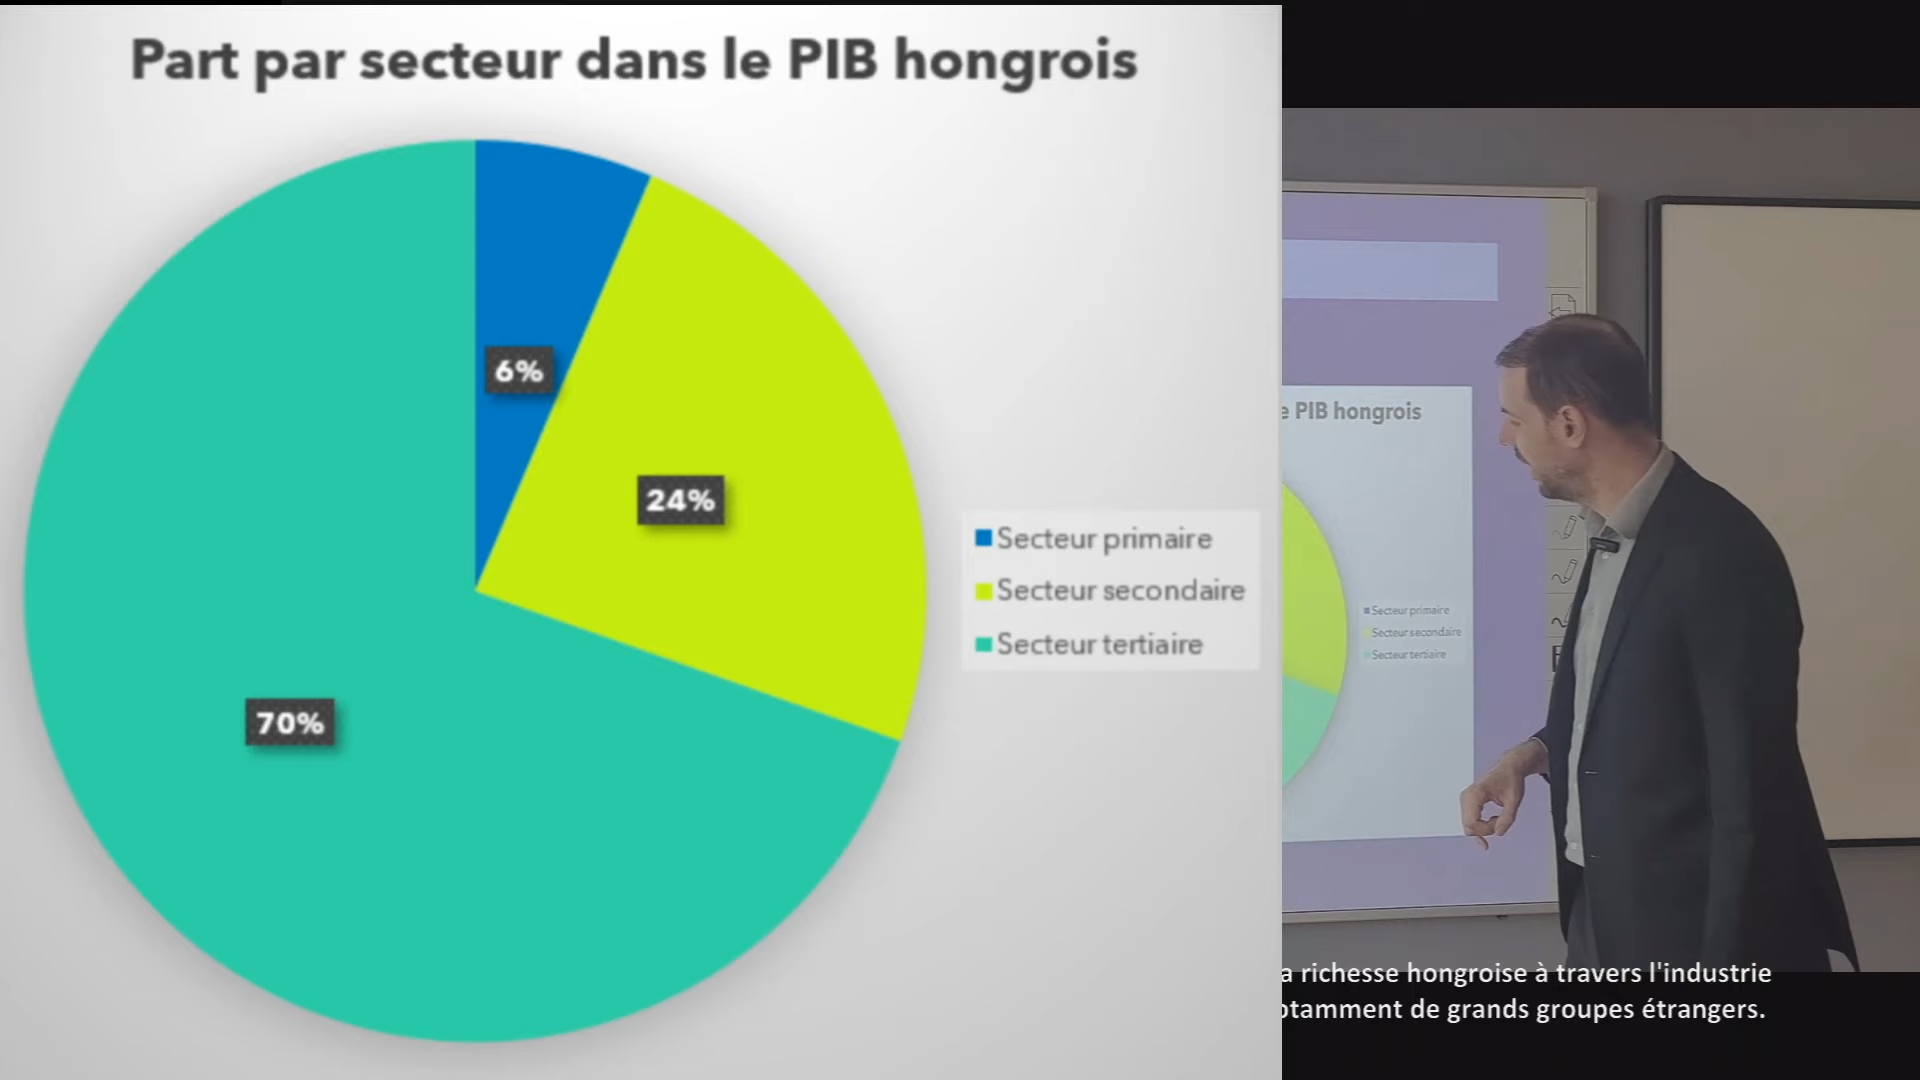 Part par secteur dans le PIB hongrois
6%
24%
70%
Secteur primaire
Secteur secondaire
Secteur tertiaire
PIB hongrois
Secteur primaire
Secteur secondaire
Secteur tertiaire
a richesse hongroise à travers l'industrie
otamment de grands groupes étrangers.